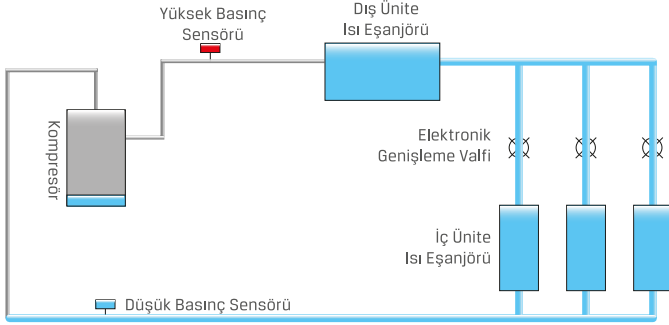 Yüksek Basınç
Sensörü
Dış Ünite
Isı Eşanjörü
Kompresör
Elektronik
Genişleme Valfi
İç Ünite
Isı Eşanjörü
Düşük Basınç Sensörü